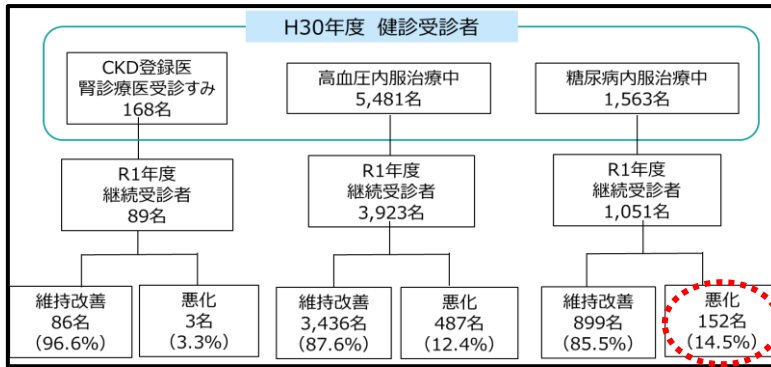 H30年度 健診受診者
CKD登録医
腎診療医受診すみ
168名
高血圧内服治療中
5,481名
糖尿病内服治療中
1,563名
R1年度
継続受診者
89名
R1年度
継続受診者
3,923名
R1年度
継続受診者
1,051名
維持改善
86名
(96.6%)
悪化
3名
(3.3%)
維持改善
3,436名
(87.6%)
悪化
487名
(12.4%)
維持改善
899名
(85.5%)
悪化
152名
(14.5%)